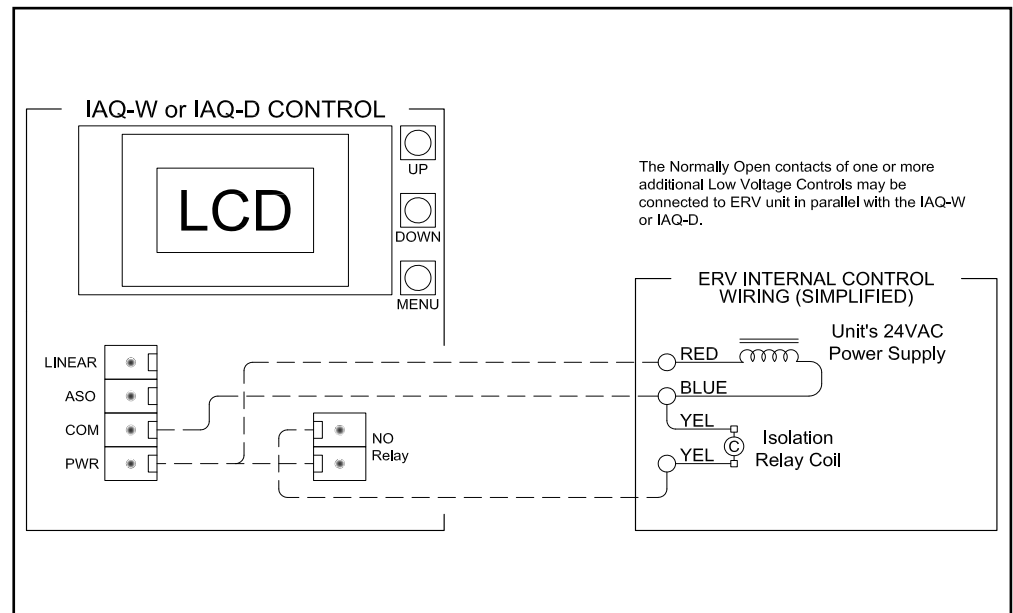 IAQ-W or IAQ-D CONTROL
LCD
UP
DOWN
MENU
The Normally Open contacts of one or more
additional Low Voltage Controls may be
connected to ERV unit in parallel with the IAQ-W
or IAQ-D.
ERV INTERNAL CONTROL
WIRING (SIMPLIFIED)
Unit's 24VAC
Power Supply
RED
BLUE
YEL
C
YEL
Isolation
Relay Coil
LINEAR
ASO
COM
PWR
NO
Relay